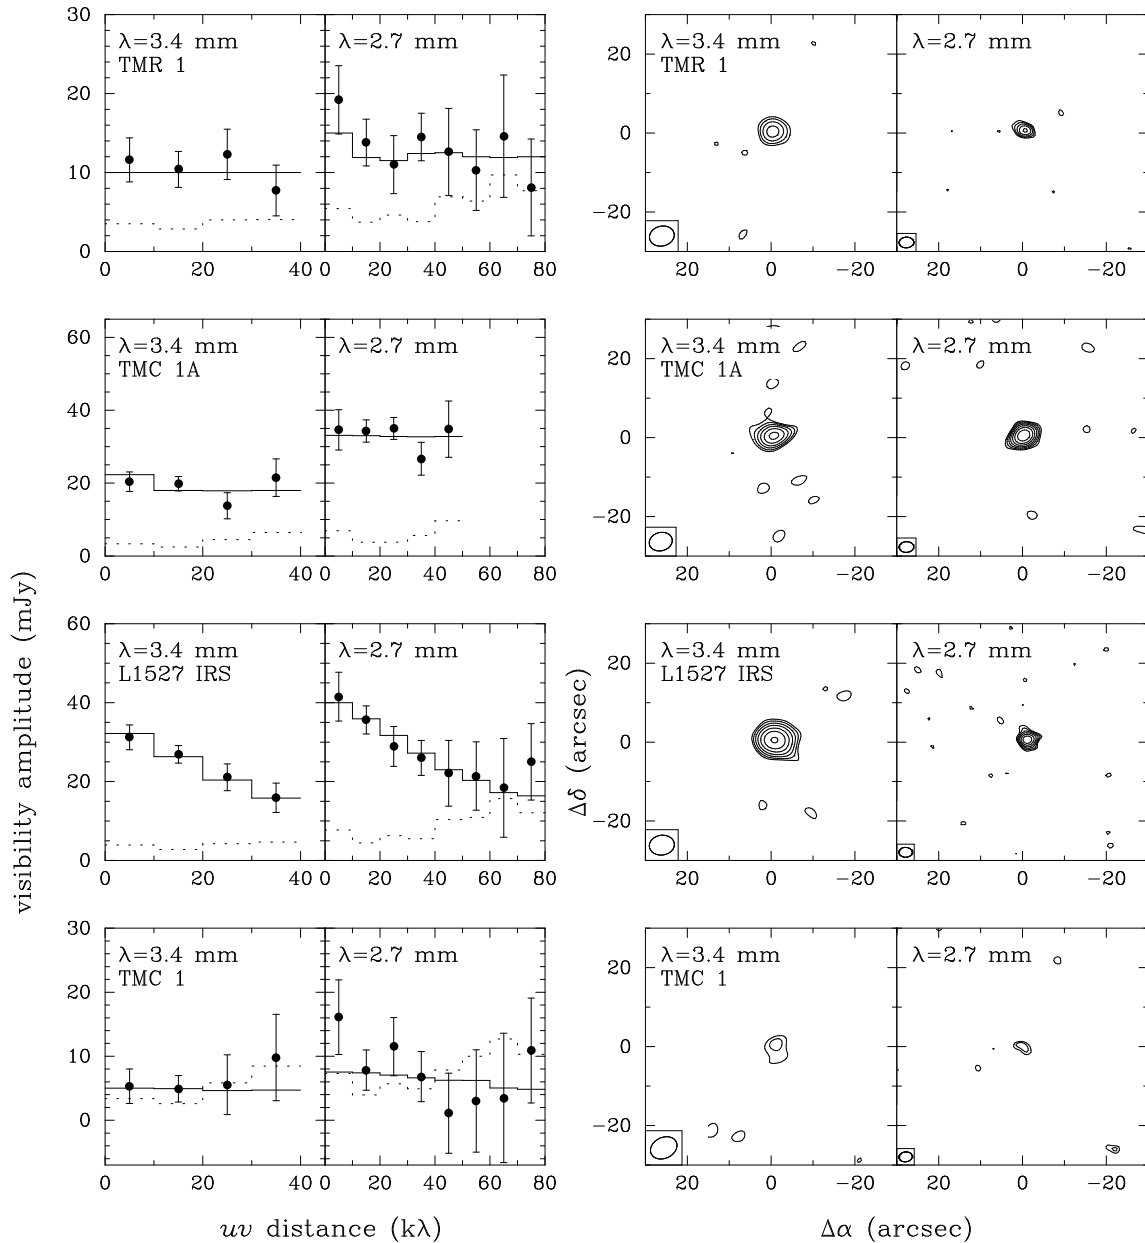 30
20
10
0
λ=3.4 mm
TMR 1
λ=2.7 mm
0 20 40
0 20 40 60 80
20
0
−20
λ=3.4 mm
TMR 1
λ=2.7 mm
20 0 −20
20 0 −20
60
40
20
0
λ=3.4 mm
TMC 1A
λ=2.7 mm
0 20 40
0 20 40 60 80
20
0
−20
λ=3.4 mm
TMC 1A
λ=2.7 mm
20 0 −20
20 0 −20
60
40
20
0
λ=3.4 mm
L1527 IRS
λ=2.7 mm
0 20 40
0 20 40 60 80
20
0
−20
λ=3.4 mm
L1527 IRS
λ=2.7 mm
20 0 −20
20 0 −20
30
20
10
0
λ=3.4 mm
TMC 1
λ=2.7 mm
0 20 40
0 20 40 60 80
20
0
−20
λ=3.4 mm
TMC 1
λ=2.7 mm
20 0 −20
20 0 −20
visibility amplitude (mJy)
uv distance (kλ)
Δδ (arcsec)
Δα (arcsec)